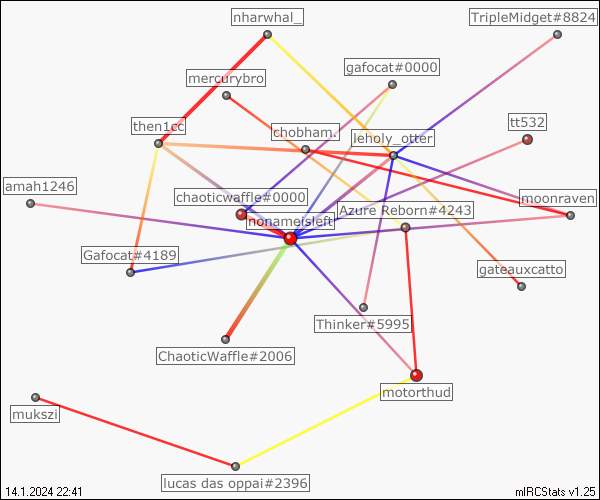 nharwhal_
TripleMidget#8824
gafocat#0000
mercurybro
tt532
then1cc
chobham.
leholy_otter
amah1246
chaoticwaffle#0000
moonraven
Azure Reborn#4243
honameisleft
Gafocat#4189
gateauxcatto
Thinker#5995
ChaoticWaffle#2006
motorthud
mukszi
lucas das oppai#2396
14.1.2024 22:41
mIRCStats v1.25